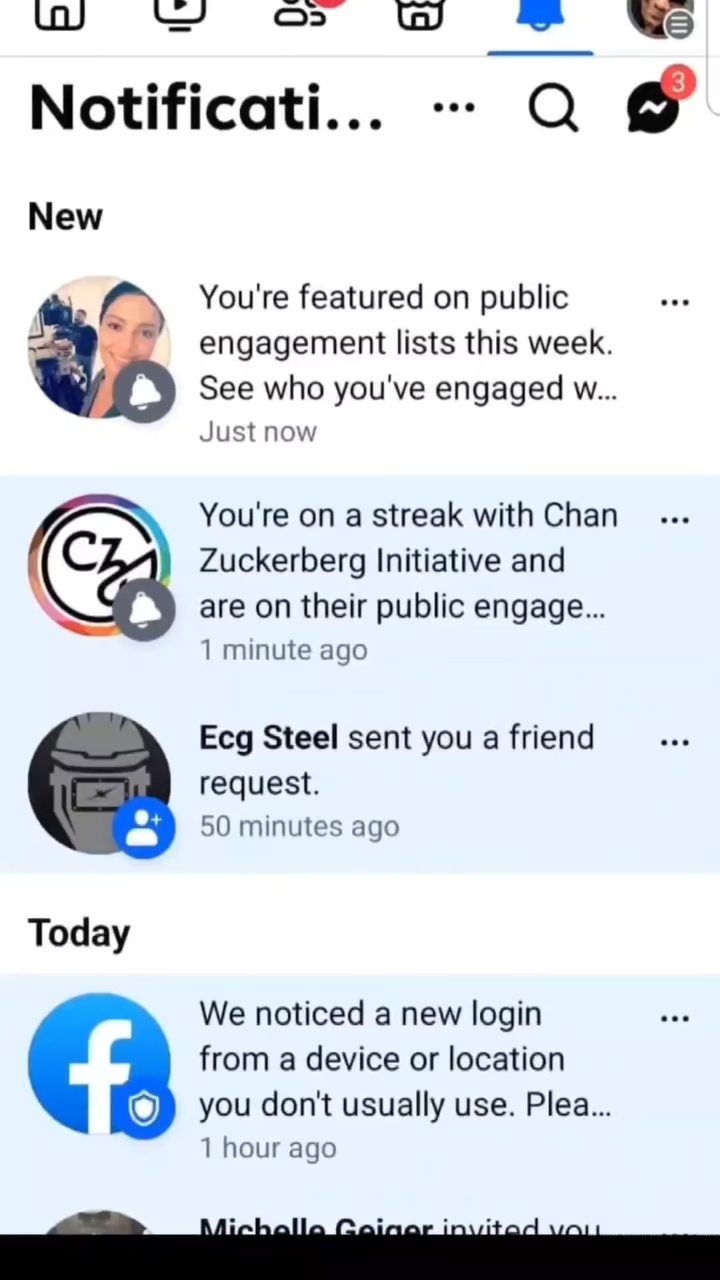 Notificati...
3
New
You're featured on public
engagement lists this week.
See who you've engaged w...
Just now
CZI
You're on a streak with Chan
Zuckerberg Initiative and
are on their public engage...
1 minute ago
Ecg Steel sent you a friend
request.
50 minutes ago
Today
We noticed a new login
from a device or location
you don't usually use. Plea...
1 hour ago
Michelle Geiger invited you